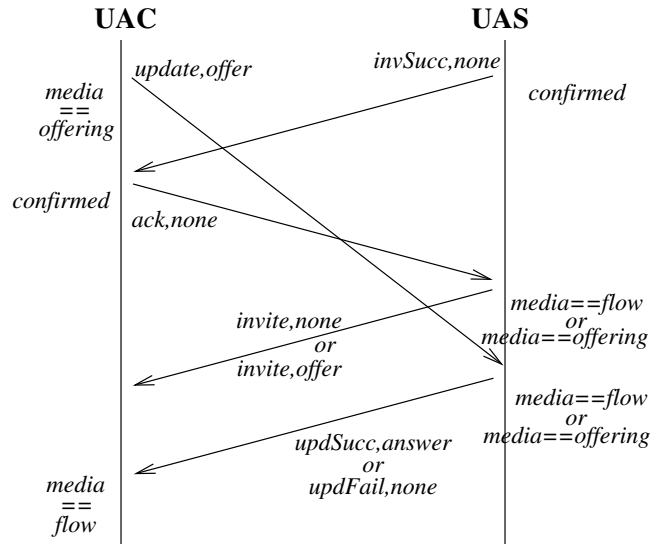 UAC
UAS
update,offer
invSucc,none
media
==
offering
confirmed
confirmed
ack,none
invite,none
or
invite,offer
media==flow
or
media==offering
media==flow
or
media==offering
updSucc,answer
or
updFail,none
media
==
flow